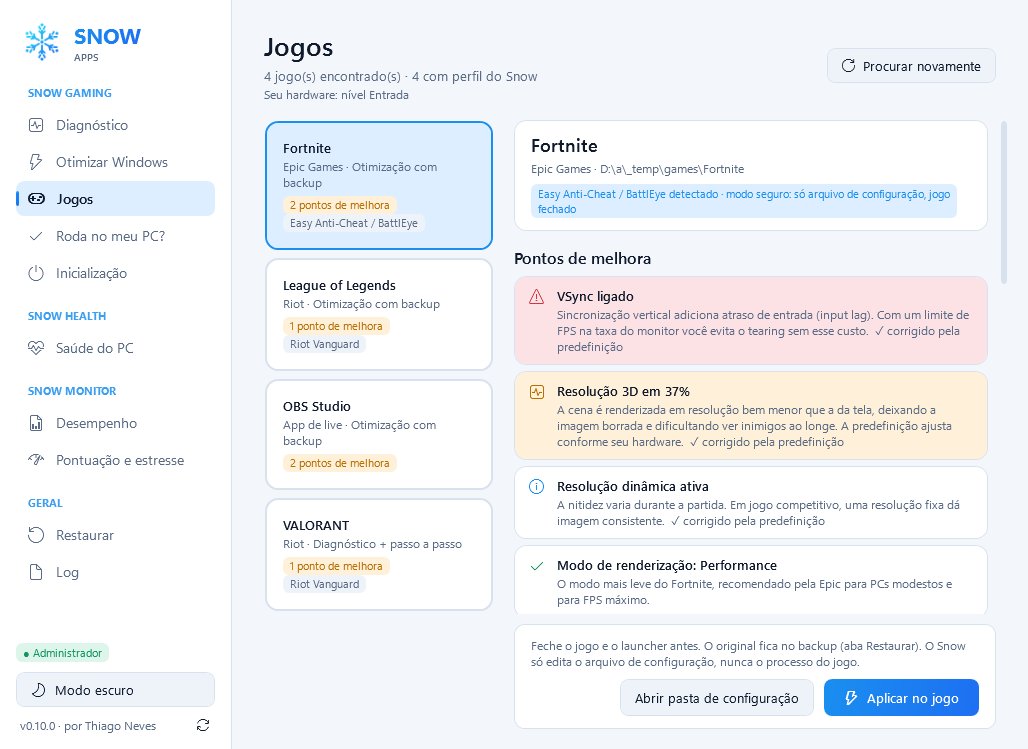 SNOW
APPS
SNOW GAMING
Diagnóstico
Otimizar Windows
Jogos
Roda no meu PC?
Inicialização
SNOW HEALTH
Saúde do PC
SNOW MONITOR
Desempenho
Pontuação e estresse
GERAL
Restaurar
Log
Administrador
Modo escuro
v0.10.0 · por Thiago Neves
Jogos
4 jogo(s) encontrado(s) · 4 com perfil do Snow
Seu hardware: nível Entrada
Procurar novamente
Fortnite
Epic Games · Otimização com
backup
2 pontos de melhora
Easy Anti-Cheat / BattlEye
League of Legends
Riot · Otimização com backup
1 ponto de melhora
Riot Vanguard
OBS Studio
App de live · Otimização com
backup
2 pontos de melhora
VALORANT
Riot · Diagnóstico + passo a passo
1 ponto de melhora
Riot Vanguard
Fortnite
Epic Games · D:\a\_temp\games\Fortnite
Easy Anti-Cheat / BattlEye detectado · modo seguro: só arquivo de configuração, jogo
fechado
Pontos de melhora
VSync ligado
Sincronização vertical adiciona atraso de entrada (input lag). Com um limite de
FPS na taxa do monitor você evita o tearing sem esse custo. ✓ corrigido pela
predefinição
Resolução 3D em 37%
A cena é renderizada em resolução bem menor que a da tela, deixando a
imagem borrada e dificultando ver inimigos ao longe. A predefinição ajusta
conforme seu hardware. ✓ corrigido pela predefinição
Resolução dinâmica ativa
A nitidez varia durante a partida. Em jogo competitivo, uma resolução fixa dá
imagem consistente. ✓ corrigido pela predefinição
Modo de renderização: Performance
O modo mais leve do Fortnite, recomendado pela Epic para PCs modestos e
para FPS máximo.
Feche o jogo e o launcher antes. O original fica no backup (aba Restaurar). O Snow
só edita o arquivo de configuração, nunca o processo do jogo.
Abrir pasta de configuração
Aplicar no jogo